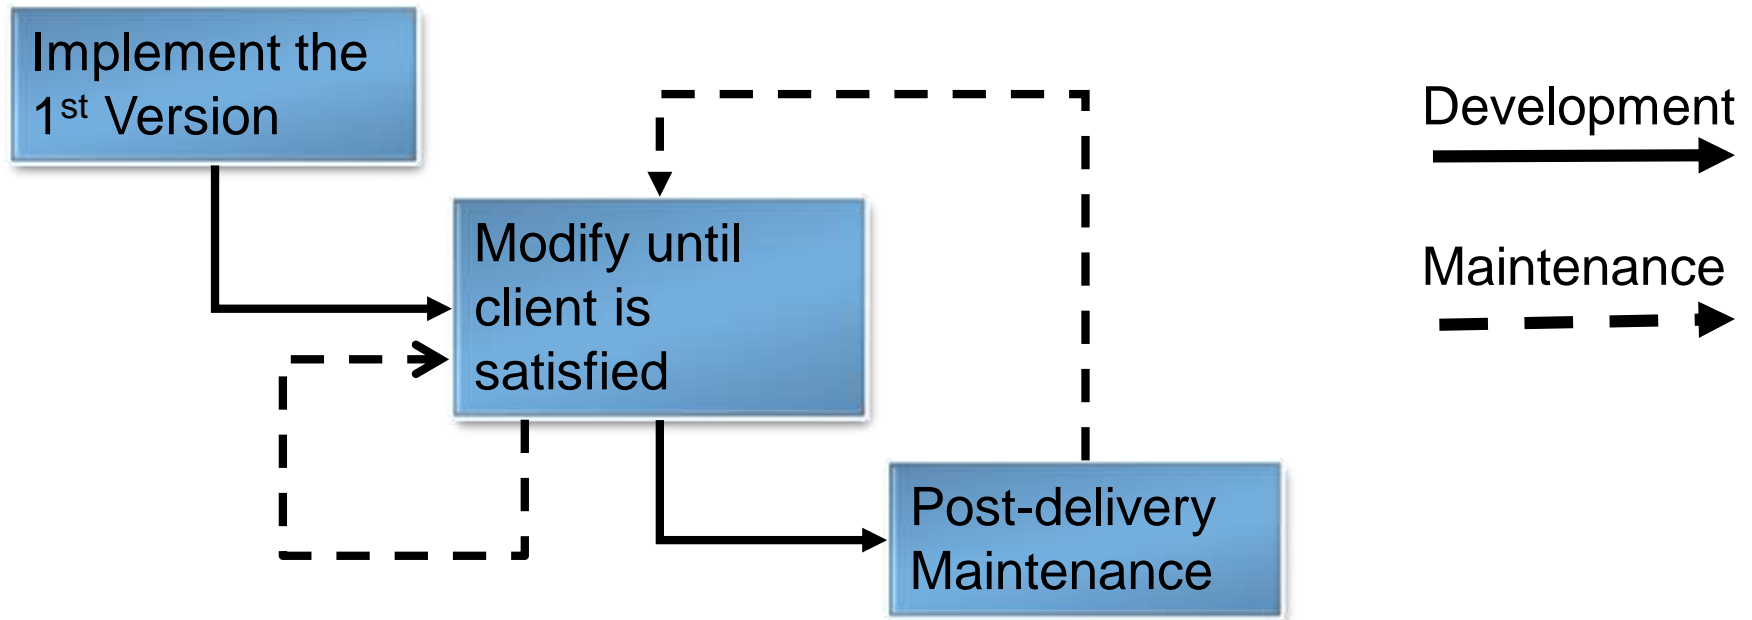 Implement the
1st Version
Modify until
client is
satisfied
Post-delivery
Maintenance
Development
Maintenance